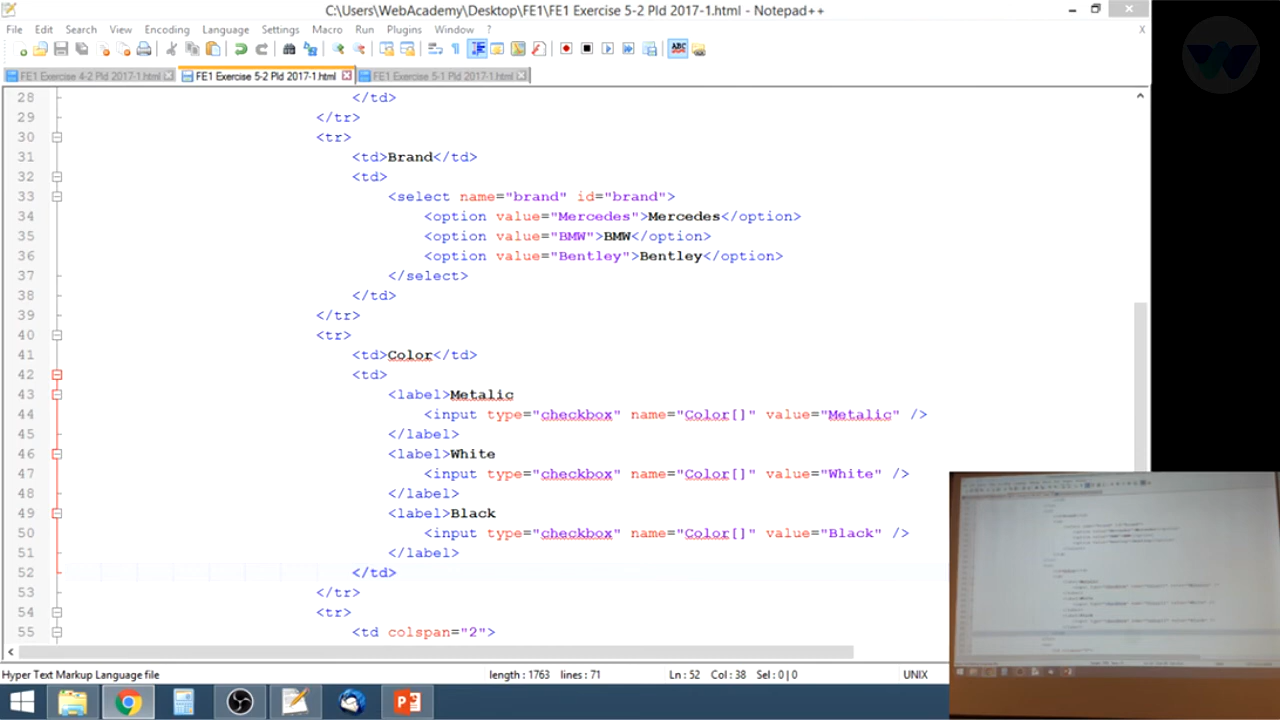 C:\Users\WebAcademy\Desktop\FE1\FE1 Exercise 5-2 Pld 2017-1.html - Notepad++
File Edit Search View Encoding Language Settings Macro Run Plugins Window ? X
ABC
FE1 Exercise 4-2 Pld 2017-1.html FE1 Exercise 5-2 Pld 2017-1.html FE1 Exercise 5-1 Pld 2017-1.html
28 </td>
29 </tr>
30 <tr>
31 <td>Brand</td>
32 <td>
33 <select name="brand" id="brand">
34 <option value="Mercedes">Mercedes</option>
35 <option value="BMW">BMW</option>
36 <option value="Bentley">Bentley</option>
37 </select>
38 </td>
39 </tr>
40 <tr>
41 <td>Color</td>
42 <td>
43 <label>Metalic
44 <input type="checkbox" name="Color[]" value="Metalic" />
45 </label>
46 <label>White
47 <input type="checkbox" name="Color[]" value="White" />
48 </label>
49 <label>Black
50 <input type="checkbox" name="Color[]" value="Black" />
51 </label>
52 </td>
53 </tr>
54 <tr>
55 <td colspan="2">
Hyper Text Markup Language file length : 1763 lines : 71 Ln : 52 Col : 38 Sel : 0 | 0 UNIX